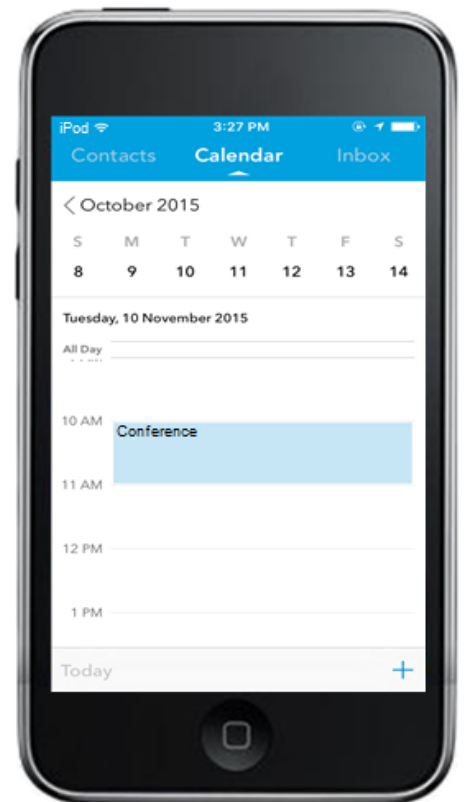 iPod 3:27 PM
Contacts Calendar Inbox
October 2015
S M T W T F S
8 9 10 11 12 13 14
Tuesday, 10 November 2015
All Day
10 AM
Conference
11 AM
12 PM
1 PM
Today +